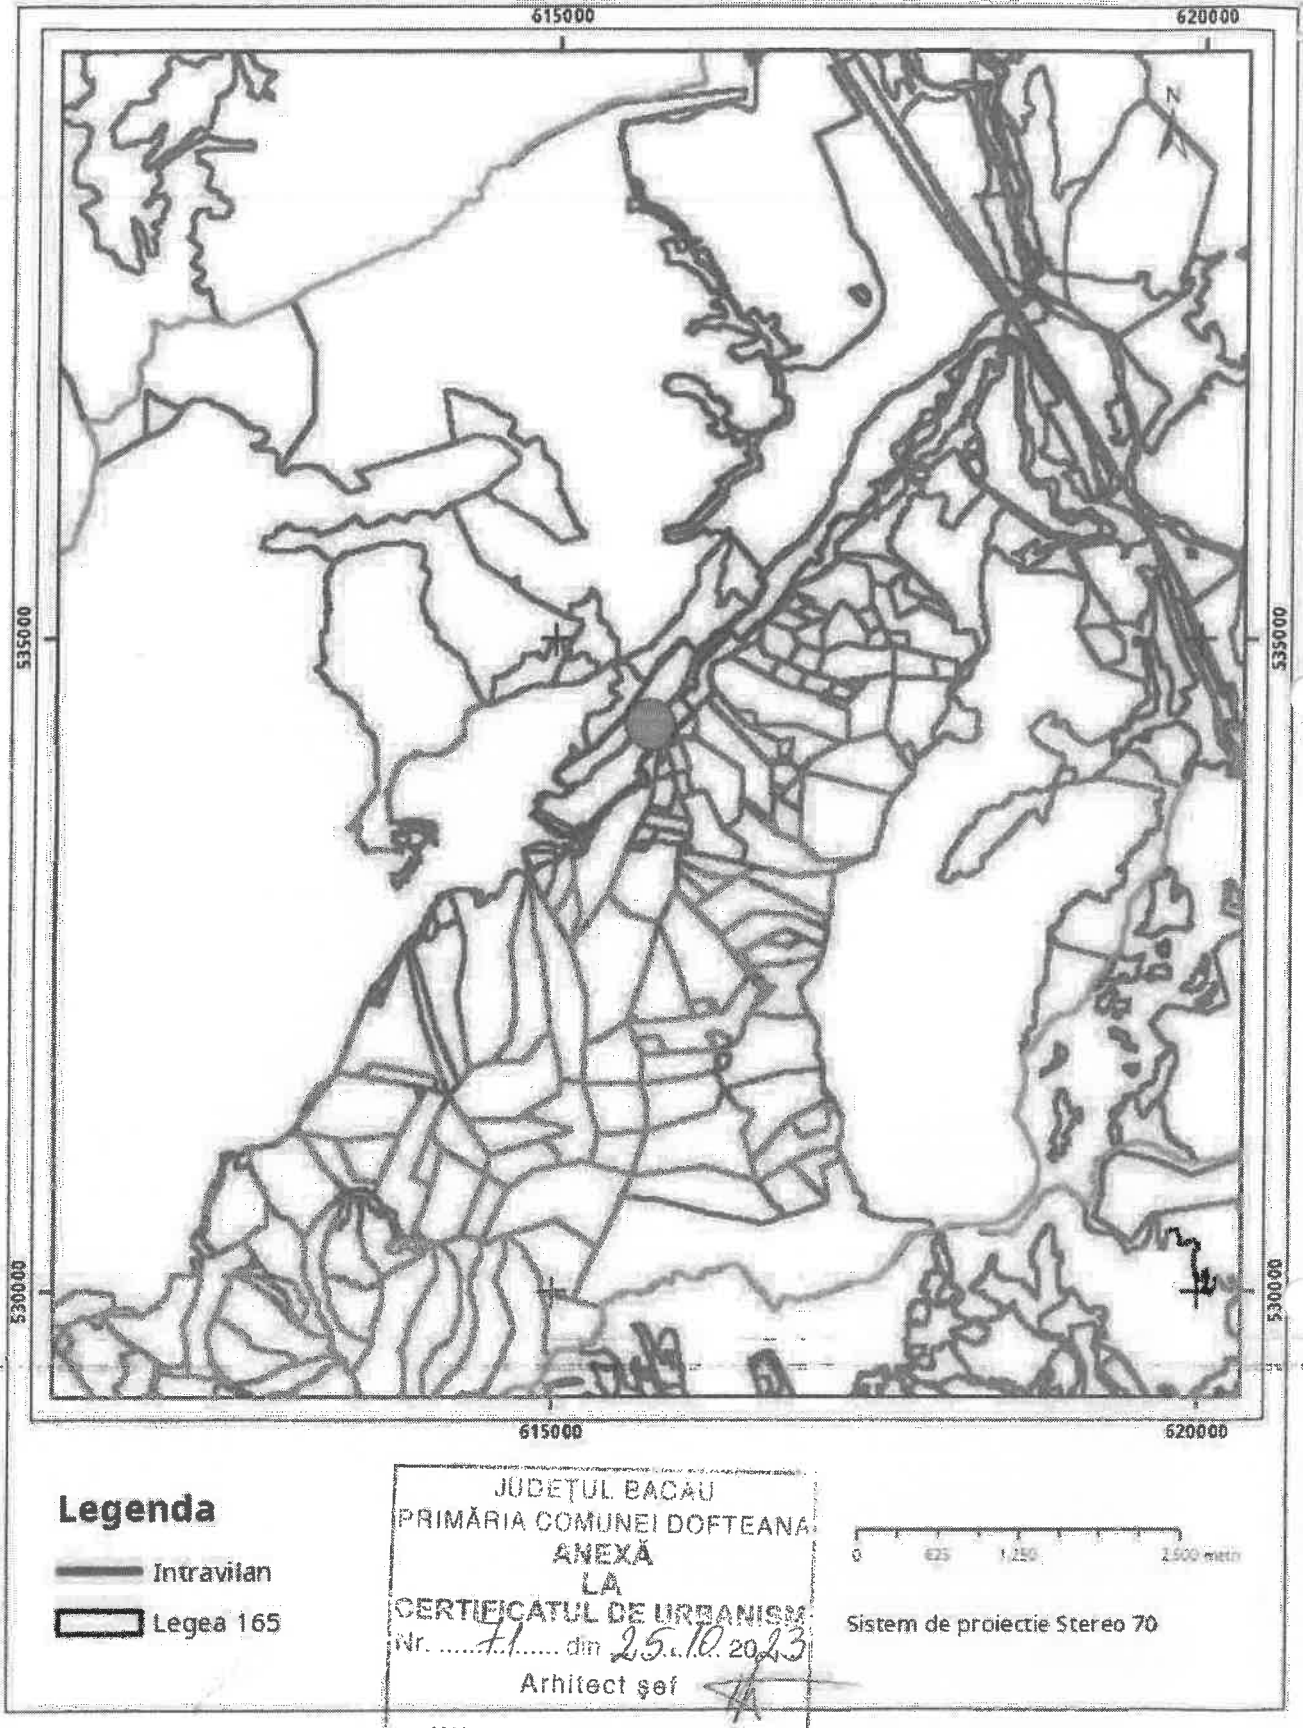 615000
620000
N
535000
535000
530000
530000
615000
620000
Legenda
Intravilan
Legea 165
JUDEȚUL BACAU
PRIMĂRIA COMUNEI DOFTEANA
ANEXĂ
LA
CERTIFICATUL DE URBANISM
Nr. ....71...... din 25.10. 2023
Arhitect șef
0 625 1.250 2.500 metri
Sistem de proiectie Stereo 70